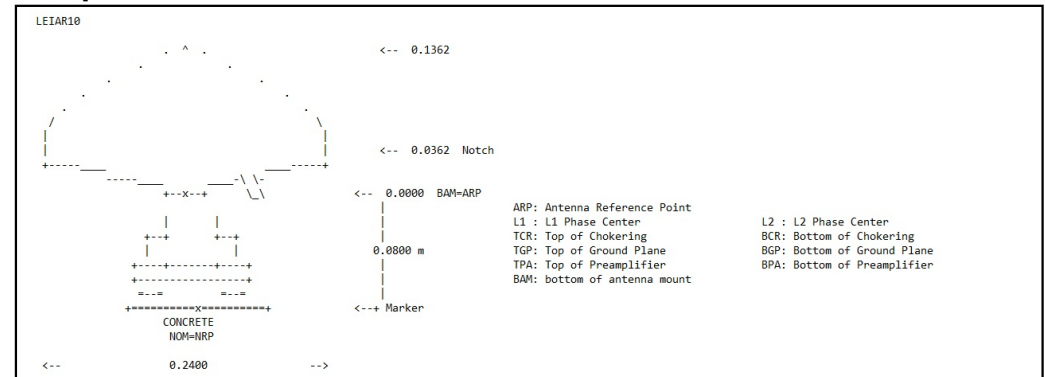 LEIAR10
<-- 0.1362
<-- 0.0362 Notch
<-- 0.0000 BAM=ARP
ARP: Antenna Reference Point
L1 : L1 Phase Center L2 : L2 Phase Center
TCR: Top of Chokering BCR: Bottom of Chokering
0.0800 m TGP: Top of Ground Plane BGP: Bottom of Ground Plane
TPA: Top of Preamplifier BPA: Bottom of Preamplifier
BAM: bottom of antenna mount
<--+ Marker
CONCRETE
NOM=NRP
<-- 0.2400 -->